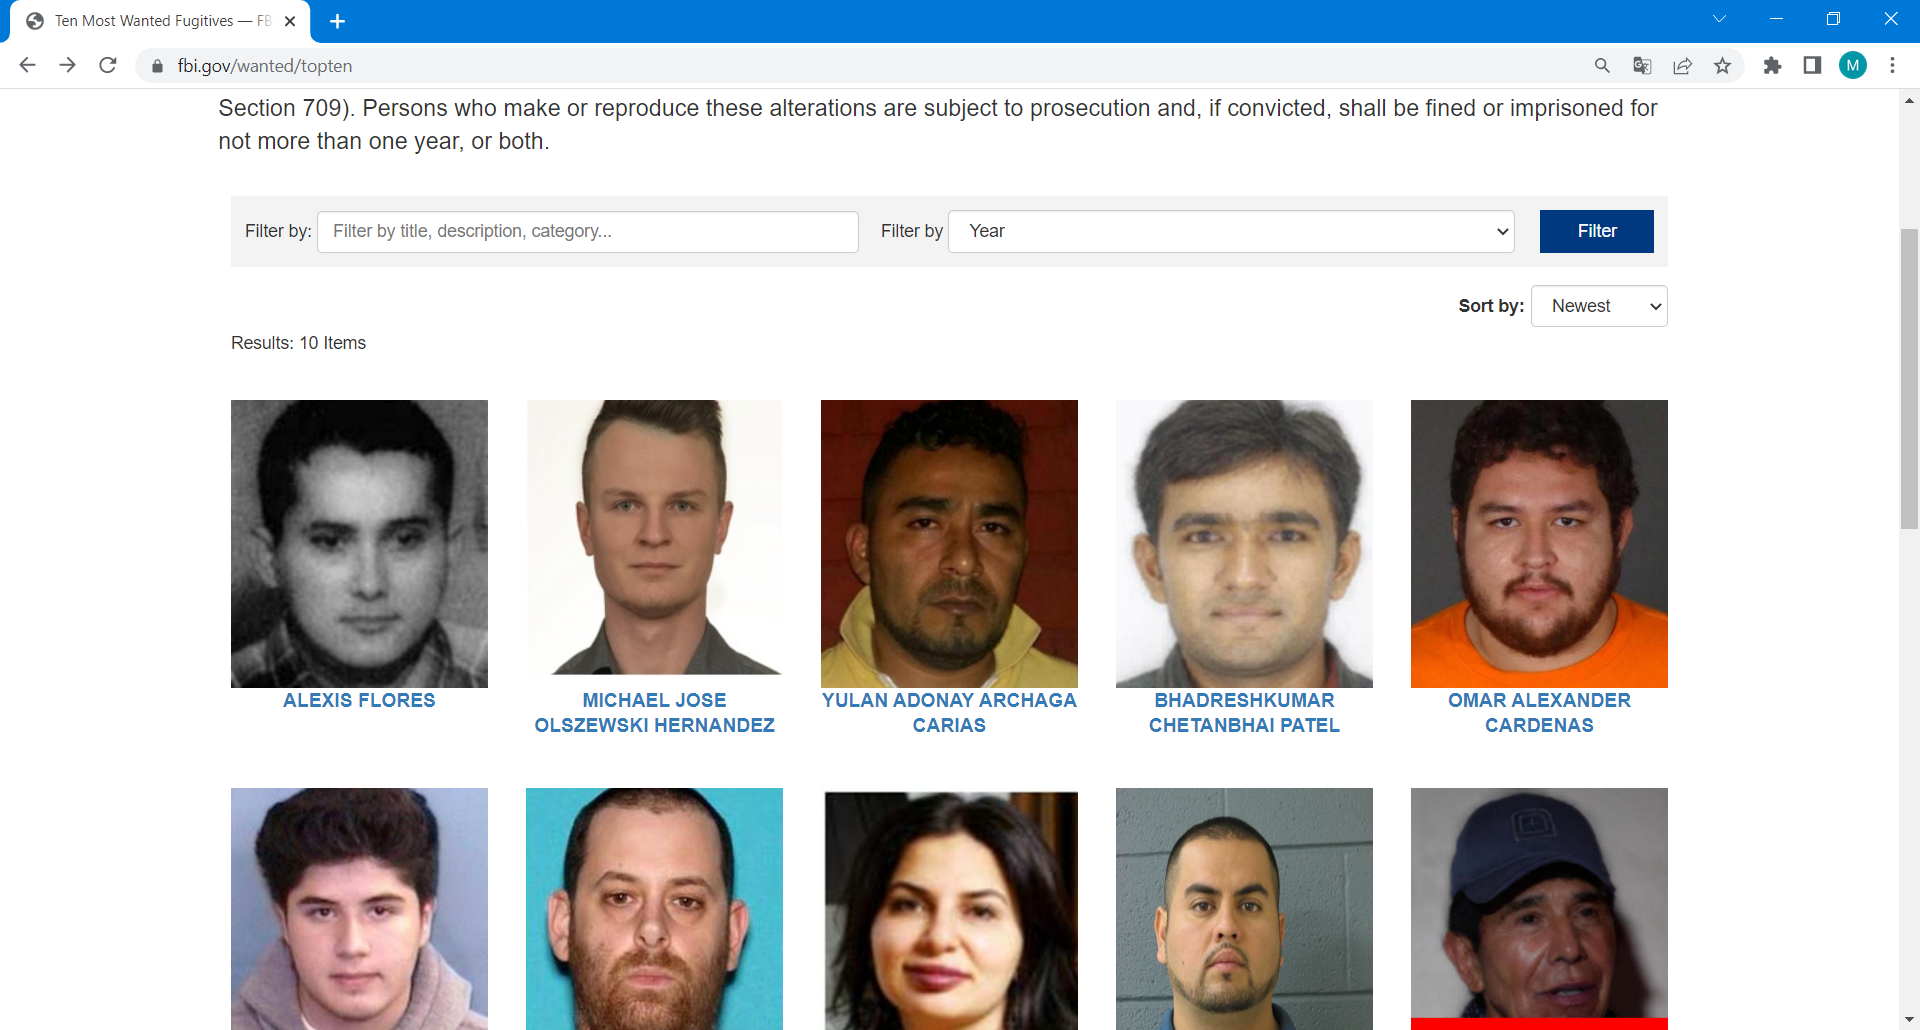 Ten Most Wanted Fugitives — FB
fbi.gov/wanted/topten
M
Section 709). Persons who make or reproduce these alterations are subject to prosecution and, if convicted, shall be fined or imprisoned for
not more than one year, or both.
Filter by: Filter by title, description, category... Filter by Year Filter
Sort by: Newest
Results: 10 Items
ALEXIS FLORES
MICHAEL JOSE
OLSZEWSKI HERNANDEZ
YULAN ADONAY ARCHAGA
CARIAS
BHADRESHKUMAR
CHETANBHAI PATEL
OMAR ALEXANDER
CARDENAS